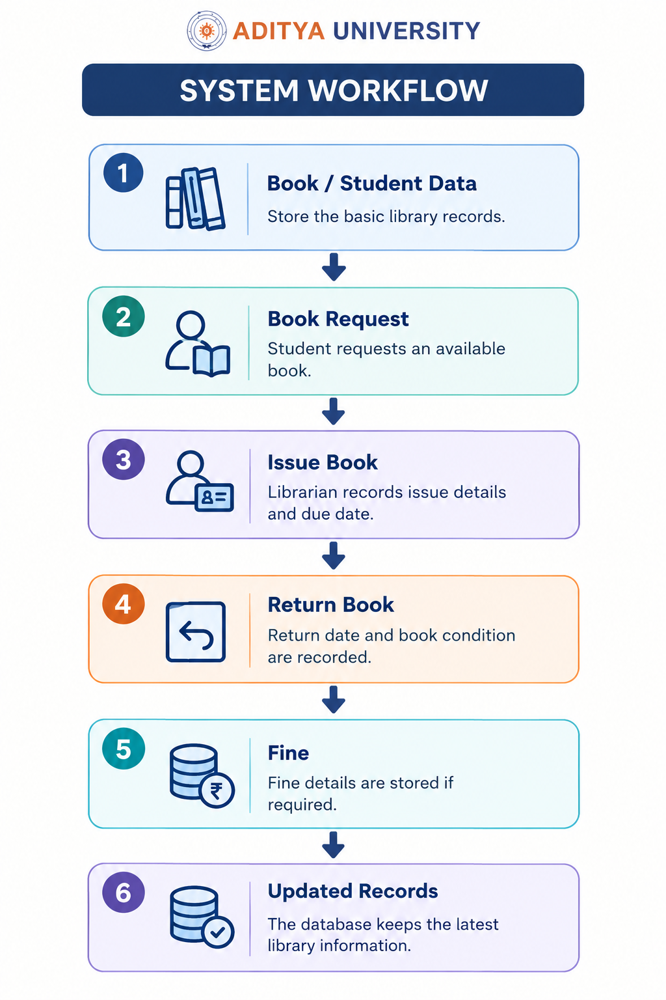 ADITYA UNIVERSITY
SYSTEM WORKFLOW
1
Book / Student Data
Store the basic library records.
2
Book Request
Student requests an available
book.
3
Issue Book
Librarian records issue details
and due date.
4
Return Book
Return date and book condition
are recorded.
5
₹
Fine
Fine details are stored if
required.
6
Updated Records
The database keeps the latest
library information.